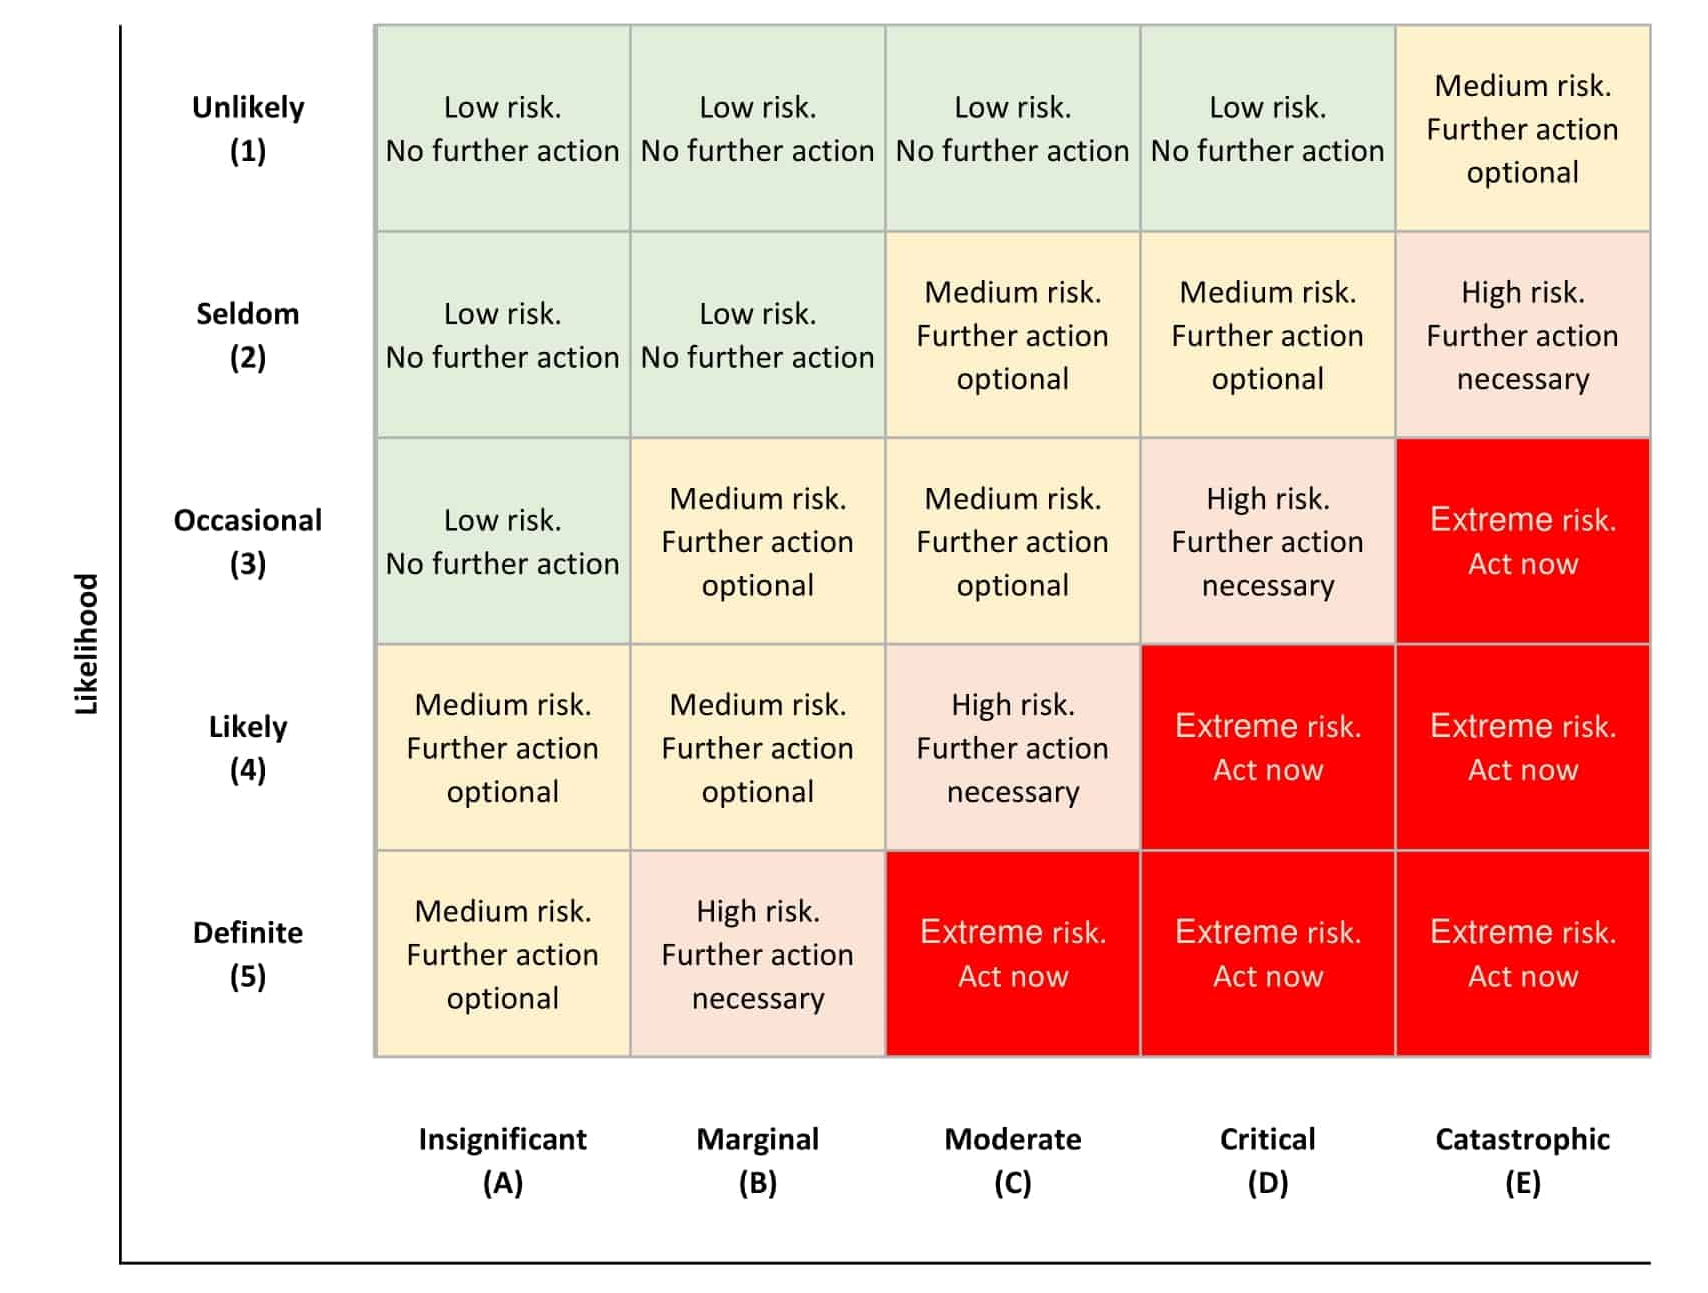 Likelihood
Unlikely
(1)
Low risk.
No further action
Low risk.
No further action
Low risk.
No further action
Low risk.
No further action
Medium risk.
Further action
optional
Seldom
(2)
Low risk.
No further action
Low risk.
No further action
Medium risk.
Further action
optional
Medium risk.
Further action
optional
High risk.
Further action
necessary
Occasional
(3)
Low risk.
No further action
Medium risk.
Further action
optional
Medium risk.
Further action
optional
High risk.
Further action
necessary
Extreme risk.
Act now
Likely
(4)
Medium risk.
Further action
optional
Medium risk.
Further action
optional
High risk.
Further action
necessary
Extreme risk.
Act now
Extreme risk.
Act now
Definite
(5)
Medium risk.
Further action
optional
High risk.
Further action
necessary
Extreme risk.
Act now
Extreme risk.
Act now
Extreme risk.
Act now
Insignificant
(A)
Marginal
(B)
Moderate
(C)
Critical
(D)
Catastrophic
(E)